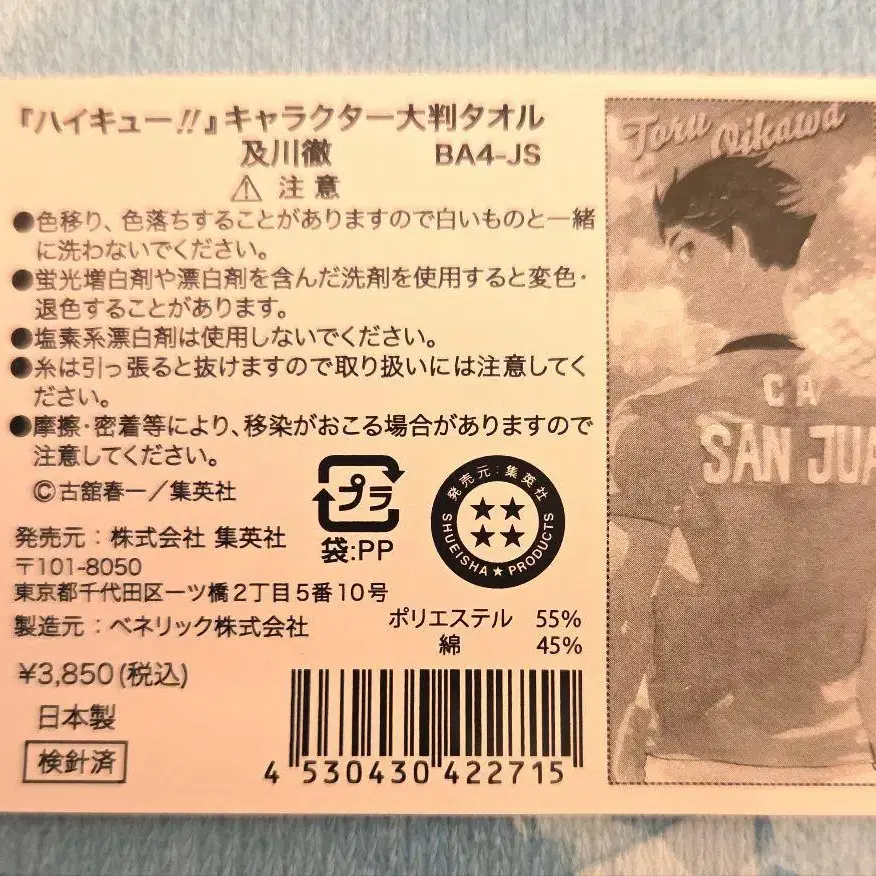 『ハイキュー!!』キャラクター大判タオル
及川徹 BA4-JS
⚠ 注意
●色移り、色落ちすることがありますので白いものと一緒
に洗わないでください。
●蛍光増白剤や漂白剤を含んだ洗剤を使用すると変色・
退色することがあります。
●塩素系漂白剤は使用しないでください。
●糸は引っ張ると抜けますので取り扱いには注意してく
ださい。
●摩擦・密着等により、移染がおこる場合がありますので
注意してください。
©古舘春一／集英社
プラ
袋:PP
発売元:集英社
SHUEISHA★PRODUCTS
発売元：株式会社 集英社
〒101-8050
東京都千代田区一ツ橋2丁目5番10号
製造元：ベネリック株式会社
ポリエステル 55%
綿 45%
¥3,850(税込)
日本製
検針済
4 530430 422715
Toru Oikawa
CA
SAN JUA